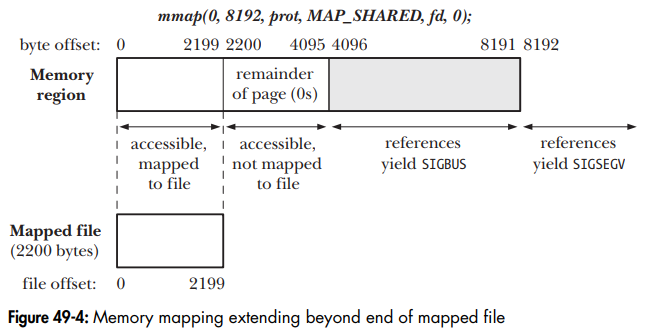 mmap(0, 8192, prot, MAP_SHARED, fd, 0);
byte offset: 0 2199 2200 4095 4096 8191 8192
Memory region
remainder of page (0s)
accessible, mapped to file
accessible, not mapped to file
references yield SIGBUS
references yield SIGSEGV
Mapped file (2200 bytes)
file offset: 0 2199
Figure 49-4: Memory mapping extending beyond end of mapped file